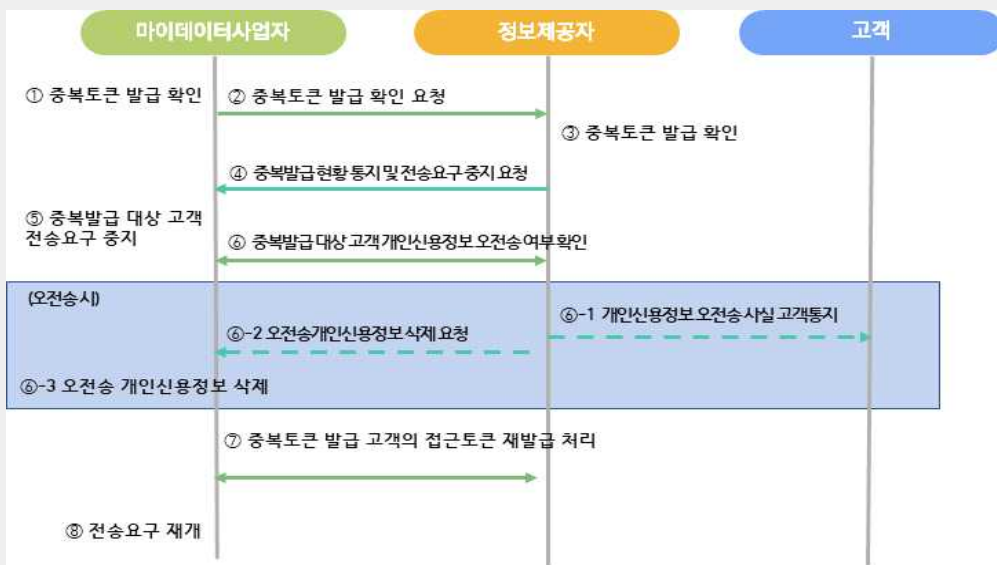 마이데이터사업자
정보제공자
고객
① 중복토큰 발급 확인
② 중복토큰 발급 확인 요청
③ 중복토큰 발급 확인
④ 중복발급현황 통지 및 전송요구 중지 요청
⑤ 중복발급 대상 고객
전송요구 중지
⑥ 중복발급 대상 고객 개인신용정보 오전송 여부 확인
(오전송시)
⑥-1 개인신용정보 오전송 사실 고객통지
⑥-2 오전송개인신용정보 삭제 요청
⑥-3 오전송 개인신용정보 삭제
⑦ 중복토큰 발급 고객의 접근토큰 재발급 처리
⑧ 전송요구 재개